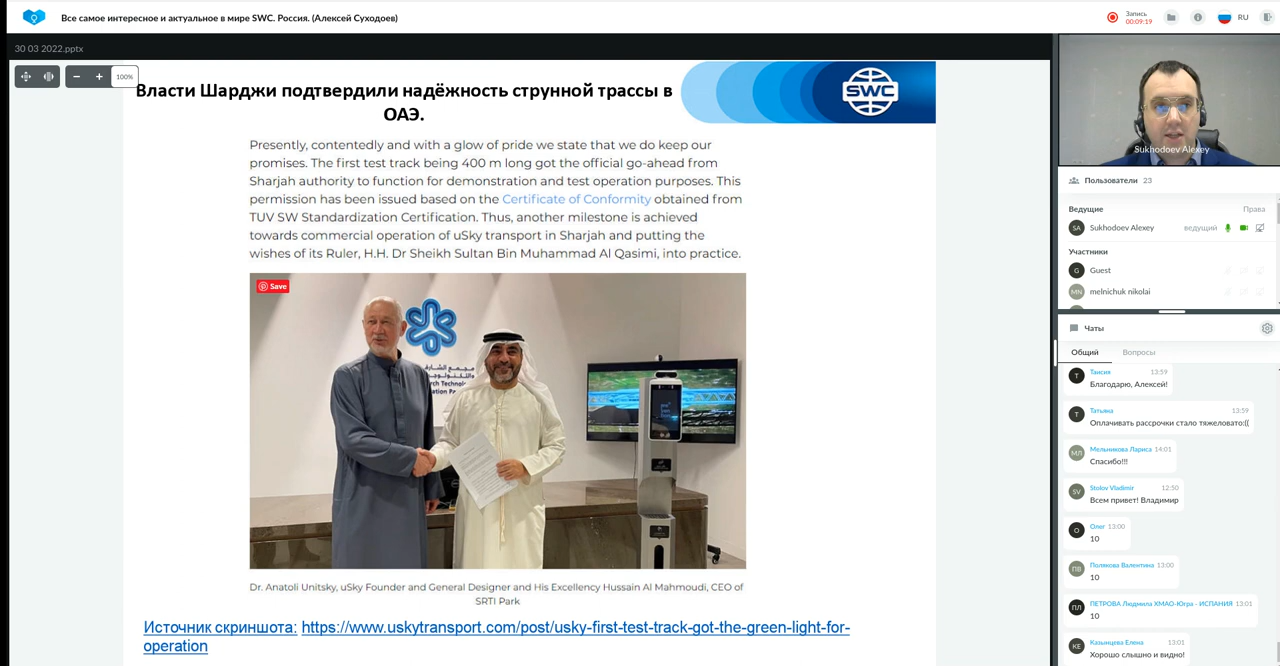 Все самое интересное и актуальное в мире SWC. Россия. (Алексей Суходоев)
Запись
00:09:19
RU
30 03 2022.pptx
100%
Власти Шарджи подтвердили надёжность струнной трассы в
ОАЭ.
SWC
Presently, contentedly and with a glow of pride we state that we do keep our
promises. The first test track being 400 m long got the official go-ahead from
Sharjah authority to function for demonstration and test operation purposes. This
permission has been issued based on the Certificate of Conformity obtained from
TUV SW Standardization Certification. Thus, another milestone is achieved
towards commercial operation of uSky transport in Sharjah and putting the
wishes of its Ruler, H.H. Dr Sheikh Sultan Bin Muhammad Al Qasimi, into practice.
Save
Dr. Anatoli Unitsky, uSky Founder and General Designer and His Excellency Hussain Al Mahmoudi, CEO of
SRTI Park
Источник скриншота: https://www.uskytransport.com/post/usky-first-test-track-got-the-green-light-for-
operation
Sukhodoev Alexey
Пользователи 23
Ведущие Права
SA Sukhodoev Alexey ведущий
Участники
G Guest
MN melnichuk nikolai
Чаты
Общий Вопросы
Т Таисия 13:59
Благодарю, Алексей!
Т Татьяна 13:59
Оплачивать рассрочки стало тяжеловато:((
МЛ Мельникова Лариса 14:01
Спасибо!!!
SV Stolov Vladimir 12:50
Всем привет! Владимир
О Олег 13:00
10
ПВ Полякова Валентина 13:00
10
ПЛ ПЕТРОВА Людмила ХМАО-Югра - ИСПАНИЯ 13:01
10
КЕ Казынцева Елена 13:01
Хорошо слышно и видно!